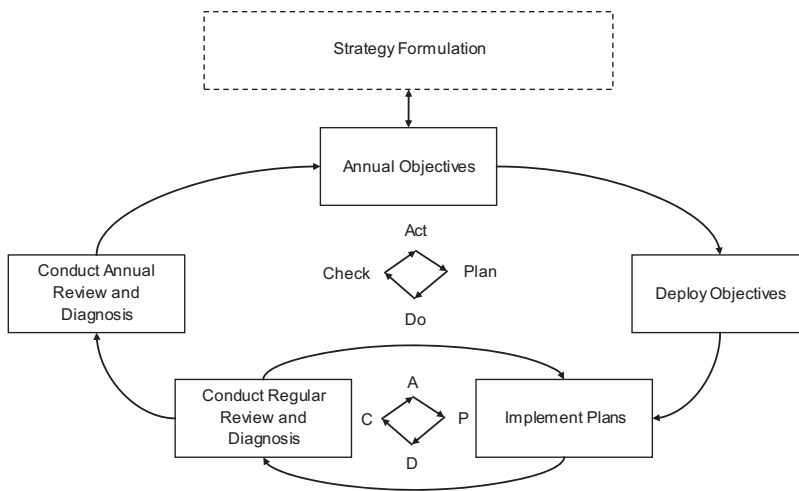 Strategy Formulation
Annual Objectives
Act
Check
Plan
Do
Conduct Annual
Review and
Diagnosis
Deploy Objectives
Conduct Regular
Review and
Diagnosis
A
C
P
D
Implement Plans